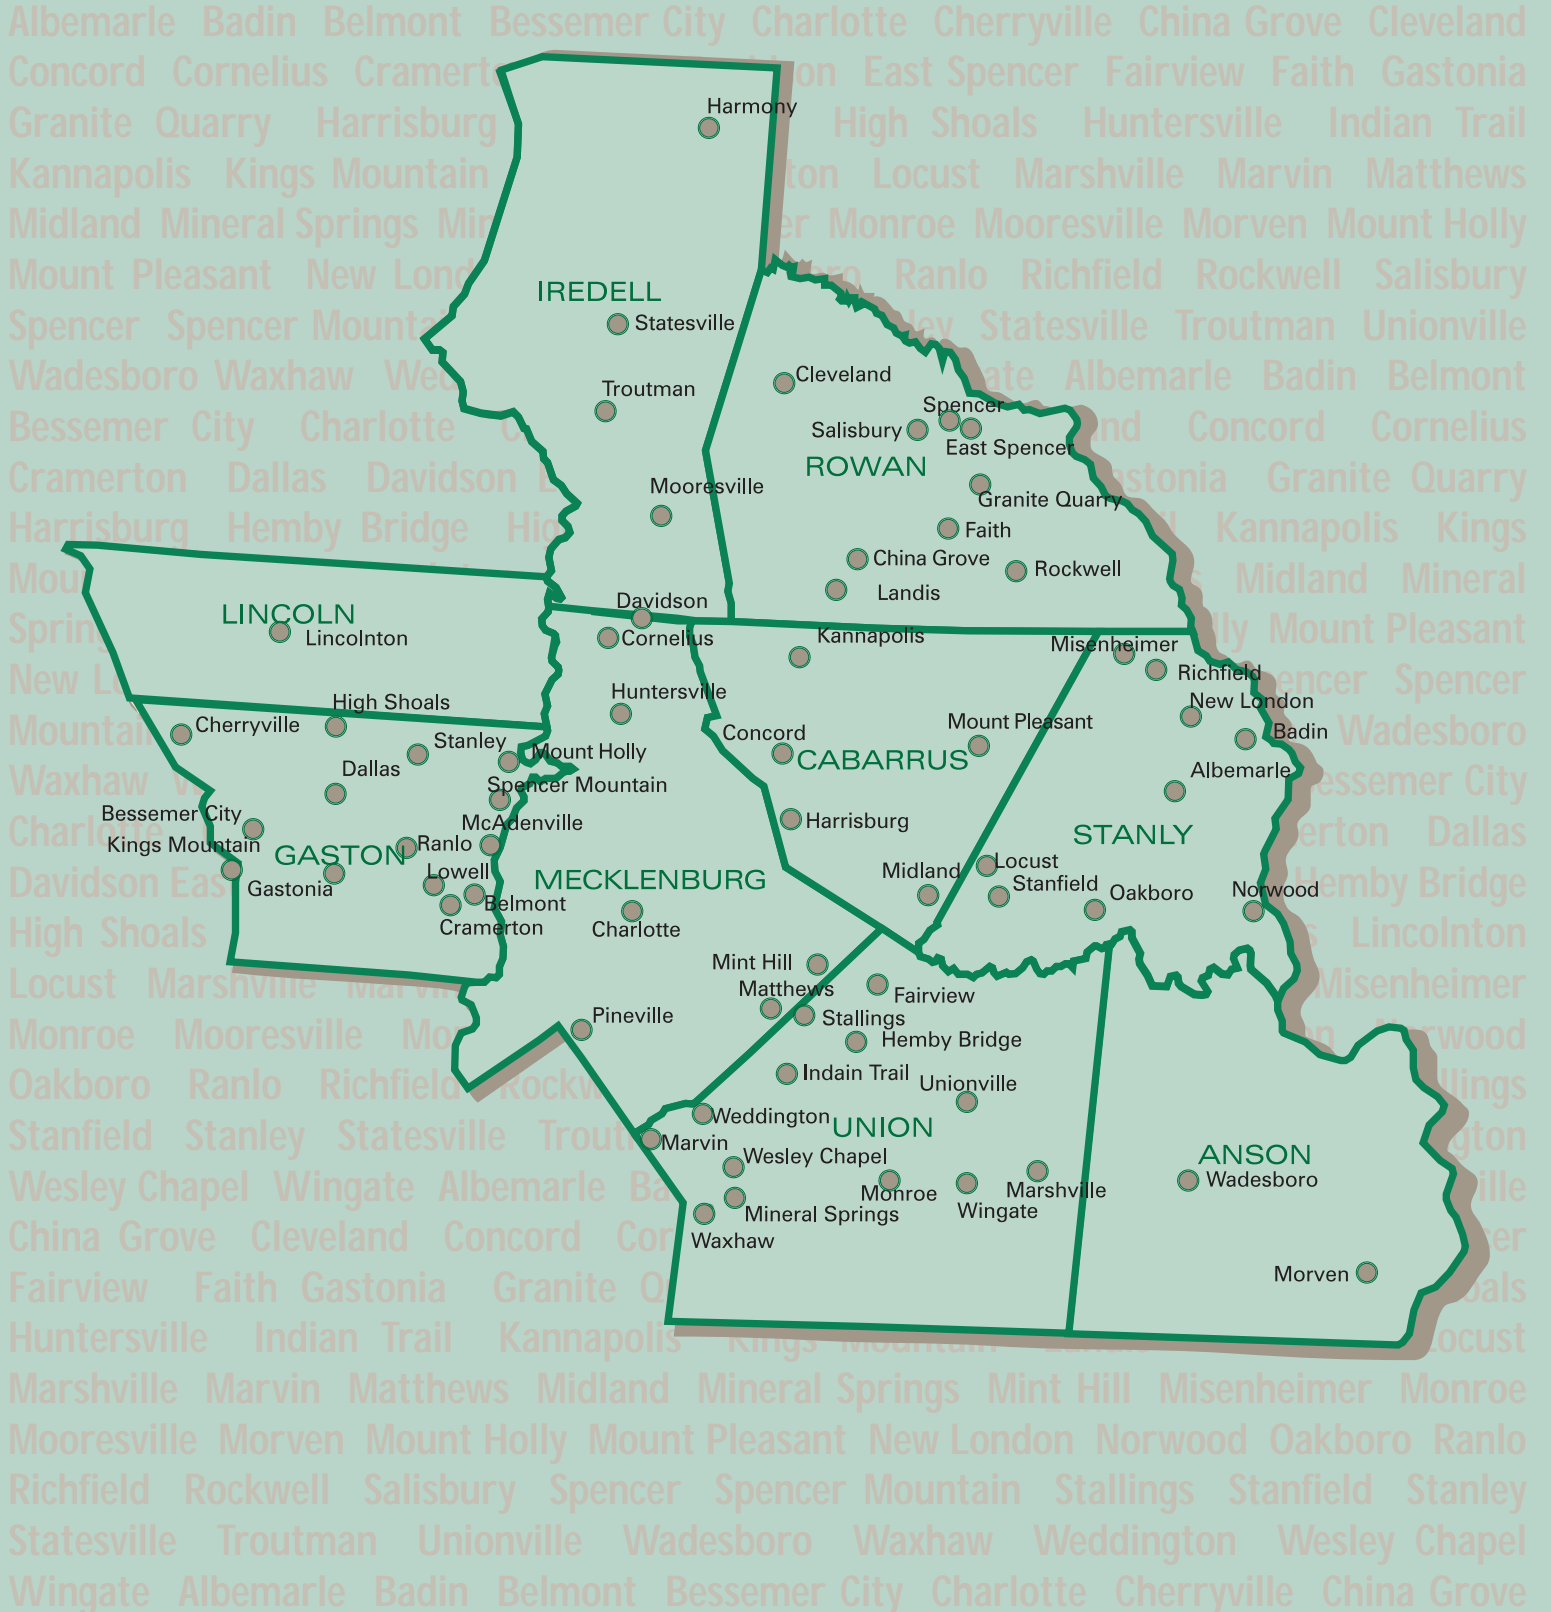 Albemarle Badin Belmont Bessemer City Charlotte Cherryville China Grove Cleveland
Concord Cornelius East Spencer Fairview Faith Gastonia
Harmony
Granite Quarry Harrisburg High Shoals Huntersville Indian Trail
Kannapolis Kings Mountain Locust Marshville Marvin Matthews
Midland Mineral Springs Monroe Mooresville Morven Mount Holly
Mount Pleasant Ranlo Richfield Rockwell Salisbury
IREDELL
Statesville
Spencer Spencer Statesville Troutman Unionville
Cleveland
Wadesboro Waxhaw Albemarle Badin Belmont
Troutman
Spencer
Bessemer City Charlotte Salisbury Concord Cornelius
East Spencer
ROWAN
Cramerton Dallas Davidson Granite Quarry
Mooresville
Granite Quarry
Harrisburg Hemby Bridge Faith Kannapolis Kings
China Grove
Rockwell
Midland Mineral
Landis
Davidson
LINCOLN
Lincolnton
Cornelius
Kannapolis
Mount Pleasant
Misenheimer
Richfield
New Spencer
Huntersville
High Shoals
New London
Cherryville
Mount Pleasant
Concord
Badin
Wadesboro
Stanley
Mount Holly
CABARRUS
Dallas
Albemarle
Waxhaw City
Spencer Mountain
Bessemer City
McAdenville
Harrisburg
STANLY
Charlotte Dallas
Kings Mountain
Ranlo
GASTON
Locust
Lowell
Midland
MECKLENBURG
Stanfield
Davidson Hemby Bridge
Gastonia
Oakboro
Norwood
Belmont
Cramerton
Charlotte
High Shoals Lincolnton
Mint Hill
Matthews
Fairview
Locust Marshville Misenheimer
Pineville
Stallings
Monroe Mooresville Norwood
Hemby Bridge
Indain Trail
Unionville
Oakboro Ranlo Richfield
Weddington
UNION
Stanfield Stanley Statesville
Marvin
Wesley Chapel
ANSON
Wadesboro
Wesley Chapel Wingate Albemarle
Monroe
Marshville
Wingate
Mineral Springs
Waxhaw
China Grove Cleveland Concord
Morven
Fairview Faith Gastonia Granite
Huntersville Indian Trail Kannapolis Kings Mountain Locust
Marshville Marvin Matthews Midland Mineral Springs Mint Hill Misenheimer Monroe
Mooresville Morven Mount Holly Mount Pleasant New London Norwood Oakboro Ranlo
Richfield Rockwell Salisbury Spencer Spencer Mountain Stallings Stanfield Stanley
Statesville Troutman Unionville Wadesboro Waxhaw Weddington Wesley Chapel
Wingate Albemarle Badin Belmont Bessemer City Charlotte Cherryville China Grove